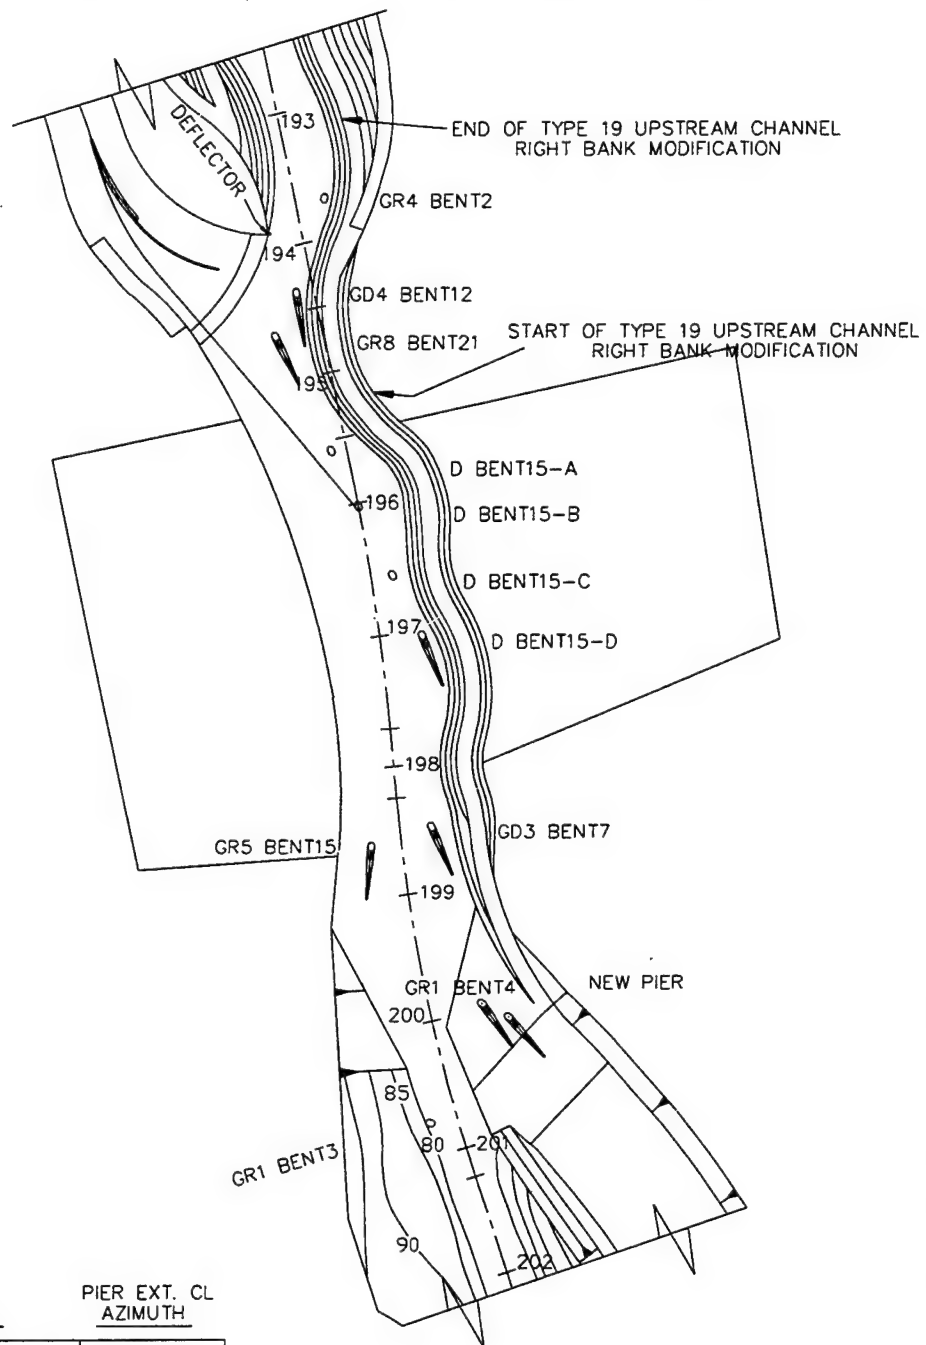 193
END OF TYPE 19 UPSTREAM CHANNEL
RIGHT BANK MODIFICATION
DEFLECTOR
GR4 BENT2
194
GD4 BENT12
GR8 BENT21
START OF TYPE 19 UPSTREAM CHANNEL
RIGHT BANK MODIFICATION
195
D BENT15-A
196
D BENT15-B
D BENT15-C
197
D BENT15-D
198
GD3 BENT7
GR5 BENT15
199
GR1 BENT4
NEW PIER
200
85
80
201
GR1 BENT3
90
202
PIER EXT. CL
AZIMUTH